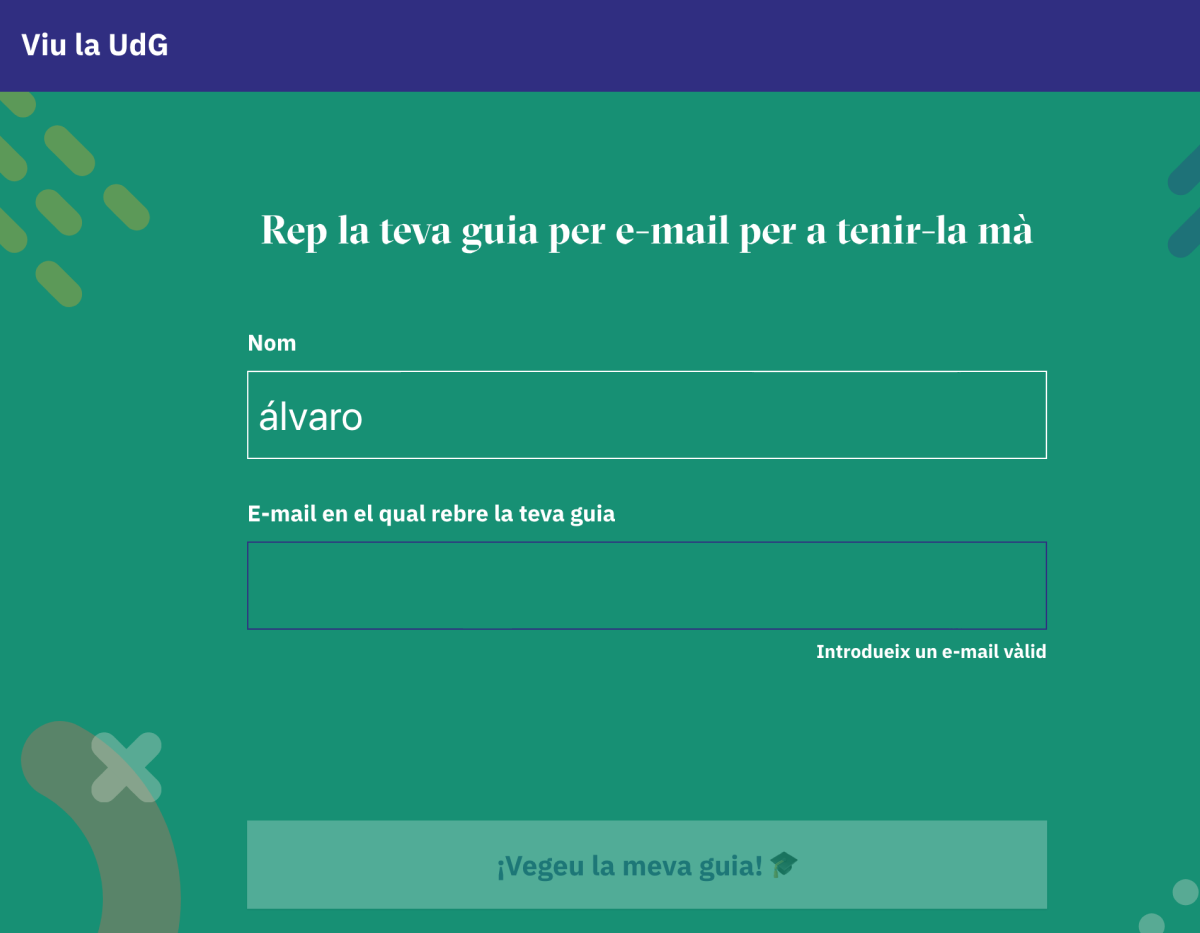 Viu la UdG
Rep la teva guia per e-mail per a tenir-la mà
Nom
álvaro
E-mail en el qual rebre la teva guia
Introdueix un e-mail vàlid
¡Vegeu la meva guia! 🎓